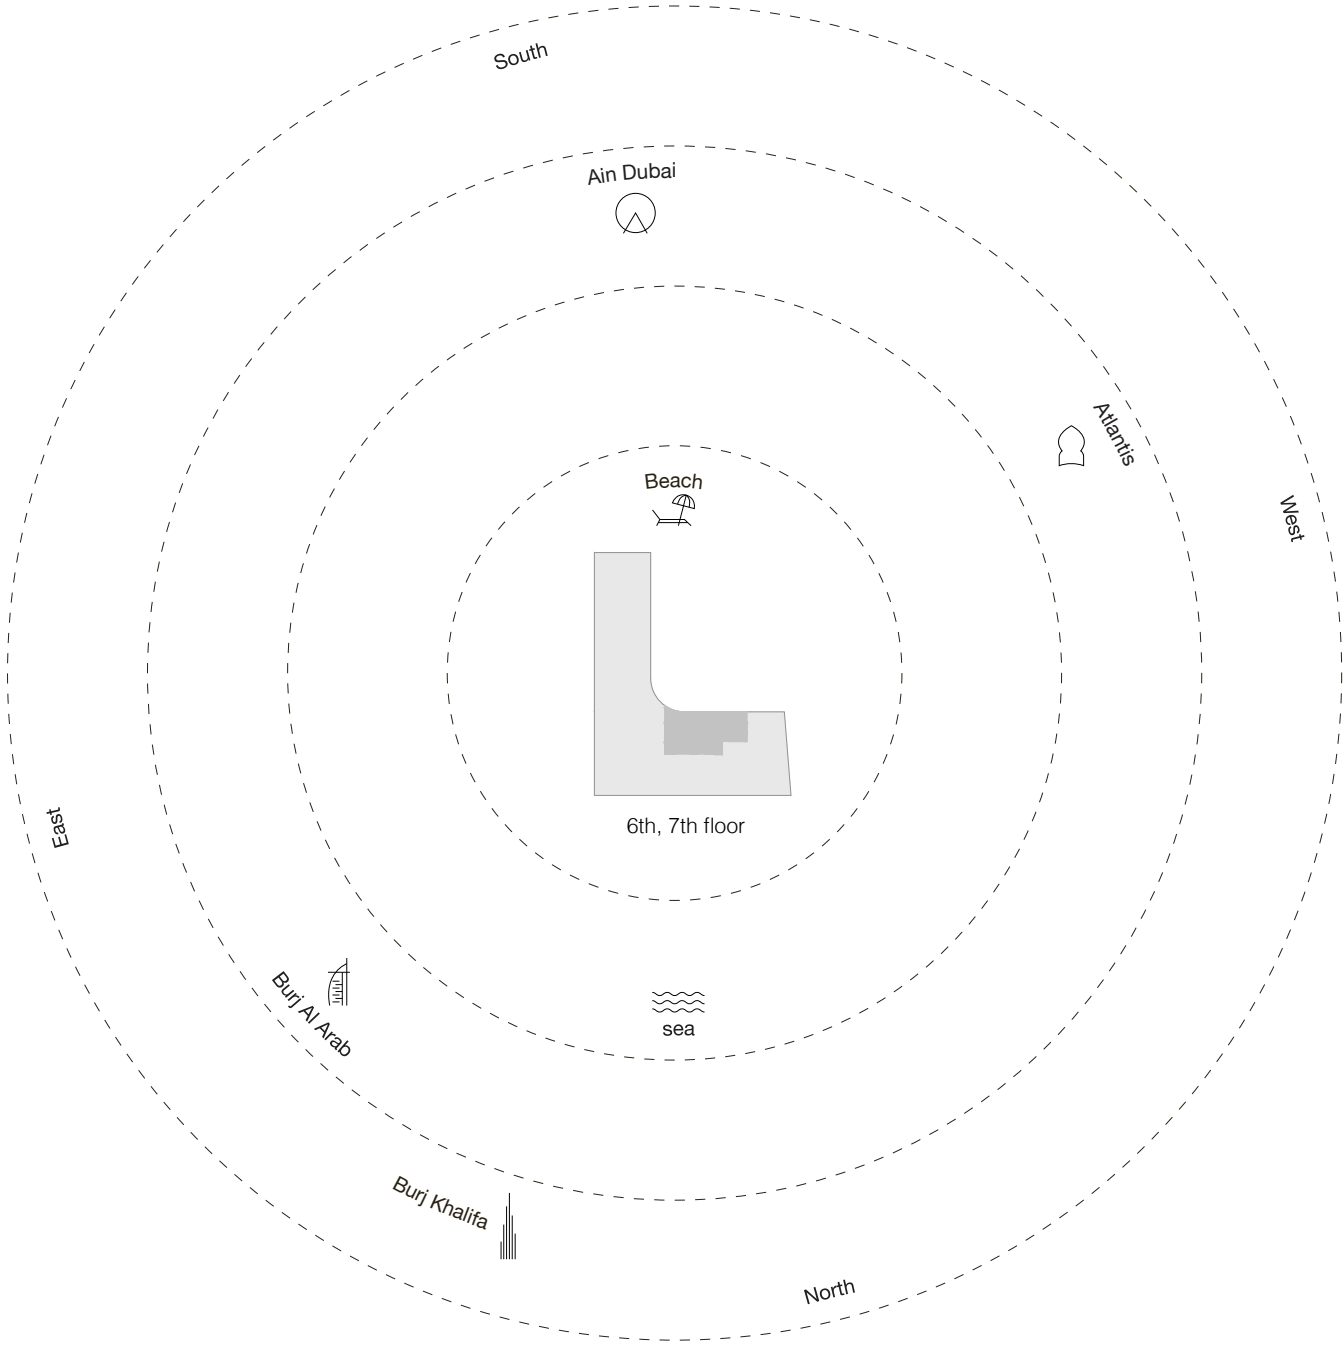 South
Ain Dubai
Atlantis
Beach
West
6th, 7th floor
East
Burj Al Arab
sea
Burj Khalifa
North